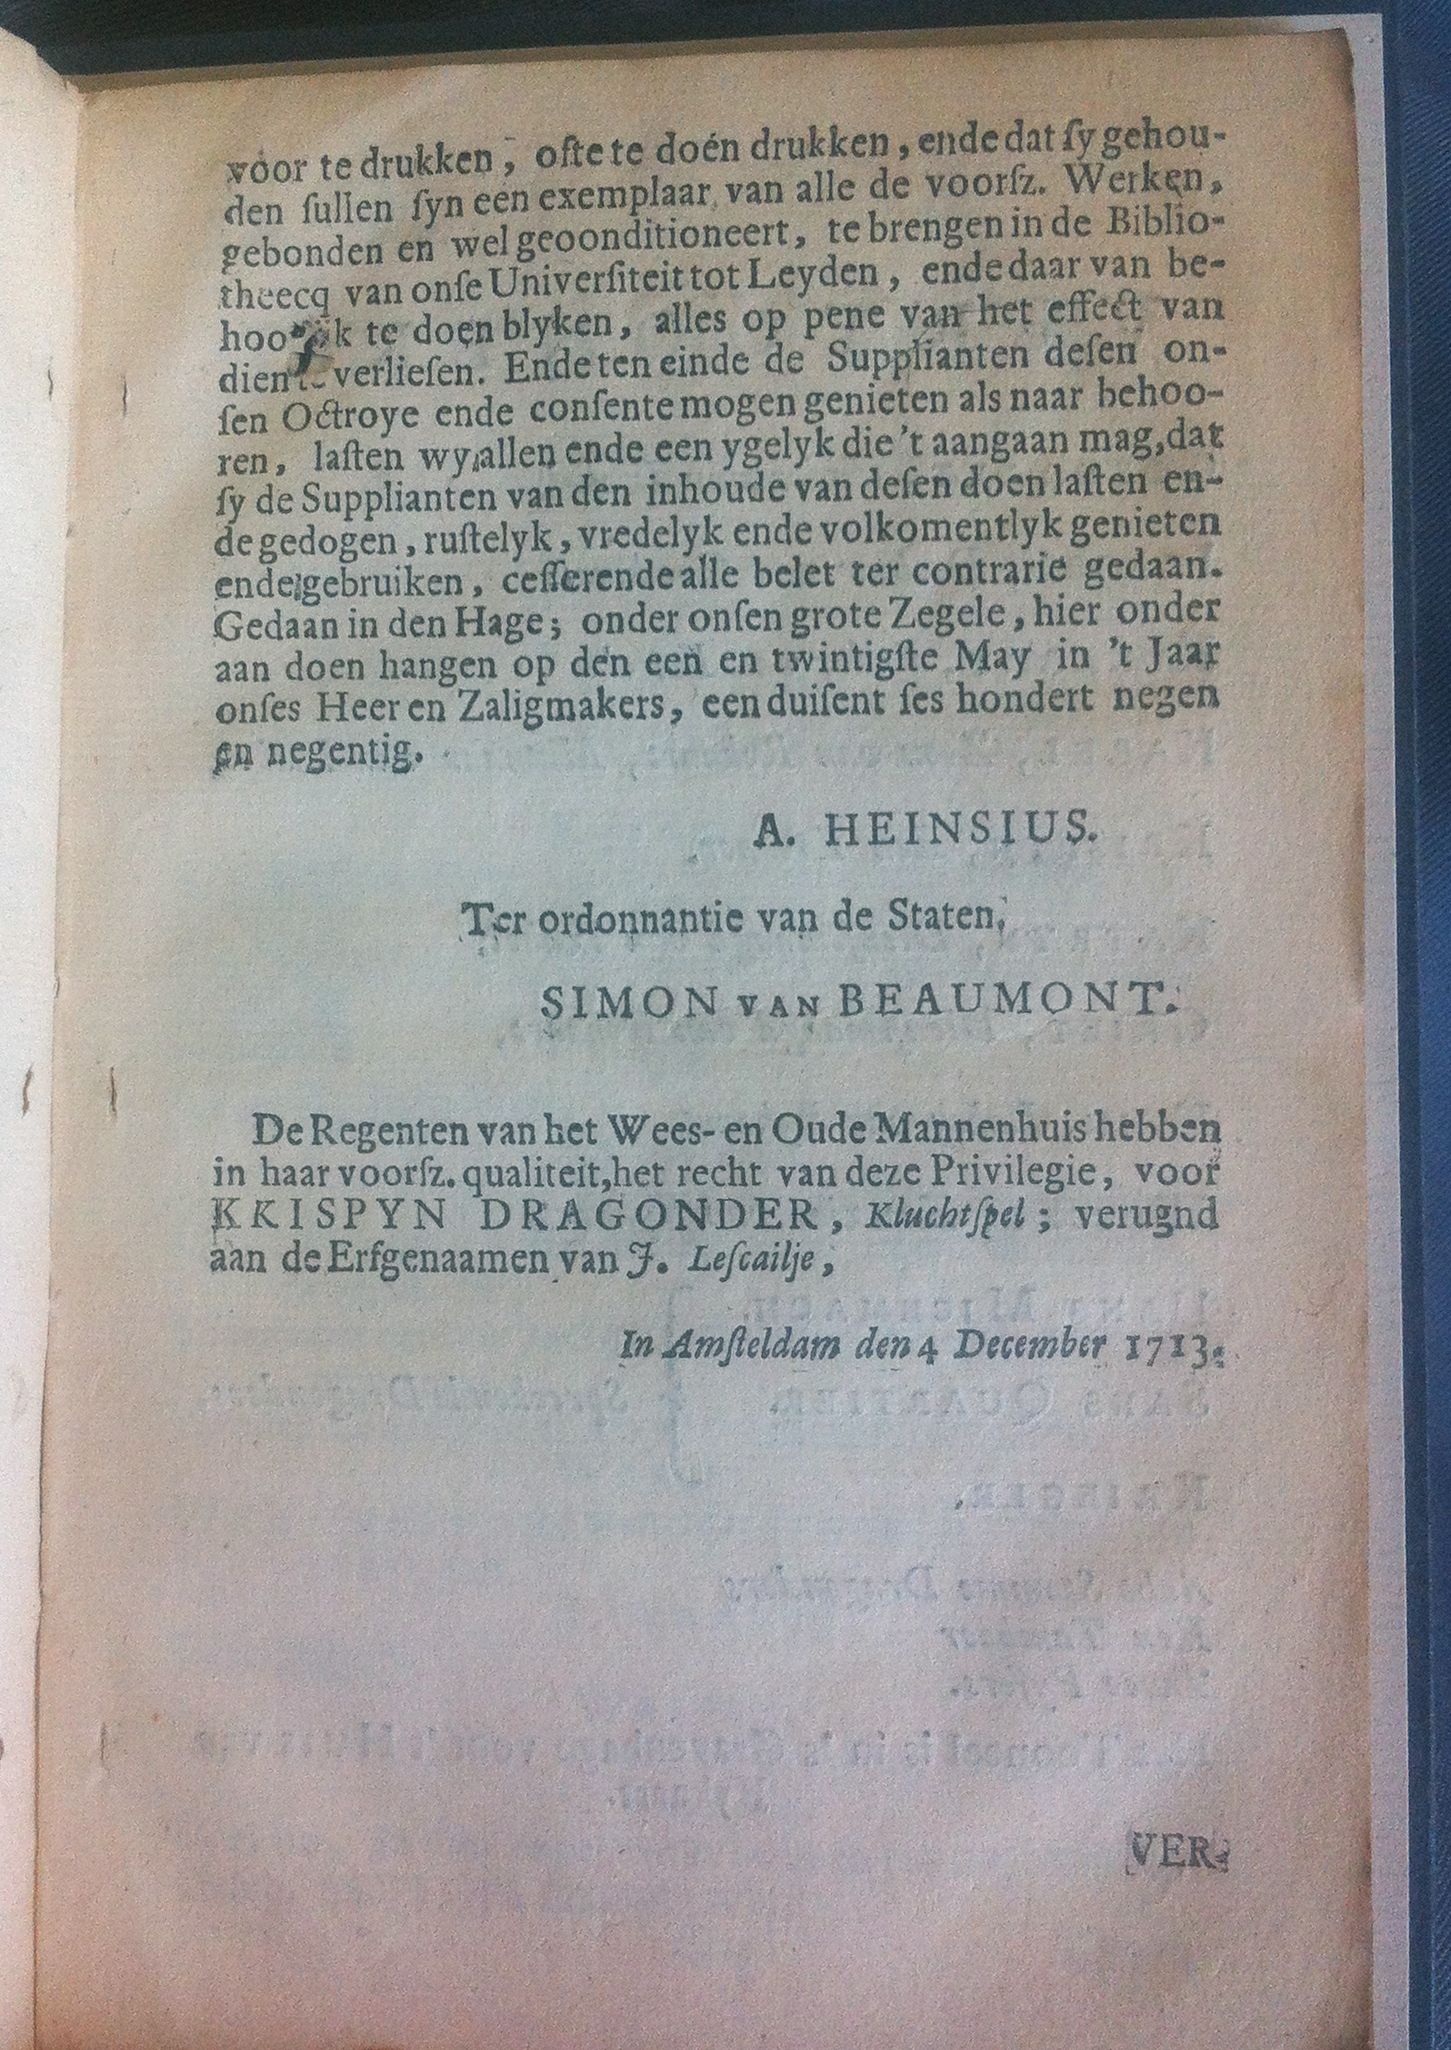 voor te drukken, ofte te doén drukken, ende dat ſy gehou-
den ſullen ſyn een exemplaar van alle de voorſz. Werken,
gebonden en wel geoonditioneert, te brengen in de Biblio-
theecq van onſe Univerſiteit tot Leyden, ende daar van be-
te doen blyken, alles op pene van het effect van
dien verlieſen. Ende ten einde de Supplianten deſen on-
ſen Octroye ende conſente mogen genieten als naar behoo-
ren, laſten wy allen ende een ygelyk die 't aangaan mag, dat
ſy de Supplianten van den inhoude van deſen doen laſten en-
de gedogen, ruſtelyk, vredelyk ende volkomentlyk genieten
ende gebruiken, ceſſerende alle belet ter contrarie gedaan.
Gedaan in den Hage; onder onſen grote Zegele, hier onder
aan doen hangen op den een en twintigſte May in 't Jaar
onſes Heer en Zaligmakers, een duiſent ſes hondert negen
en negentig.
A. HEINSIUS.
Ter ordonnantie van de Staten,
SIMON VAN BEAUMONT.
De Regenten van het Wees- en Oude Mannenhuis hebben
in haar voorſz. qualiteit, het recht van deze Privilegie, voor
KKISPYN DRAGONDER, Kluchtſpel; verugnd
aan de Erfgenaamen van J. Leſcailje,
In Amſteldam den 4 December 1713.
VER-